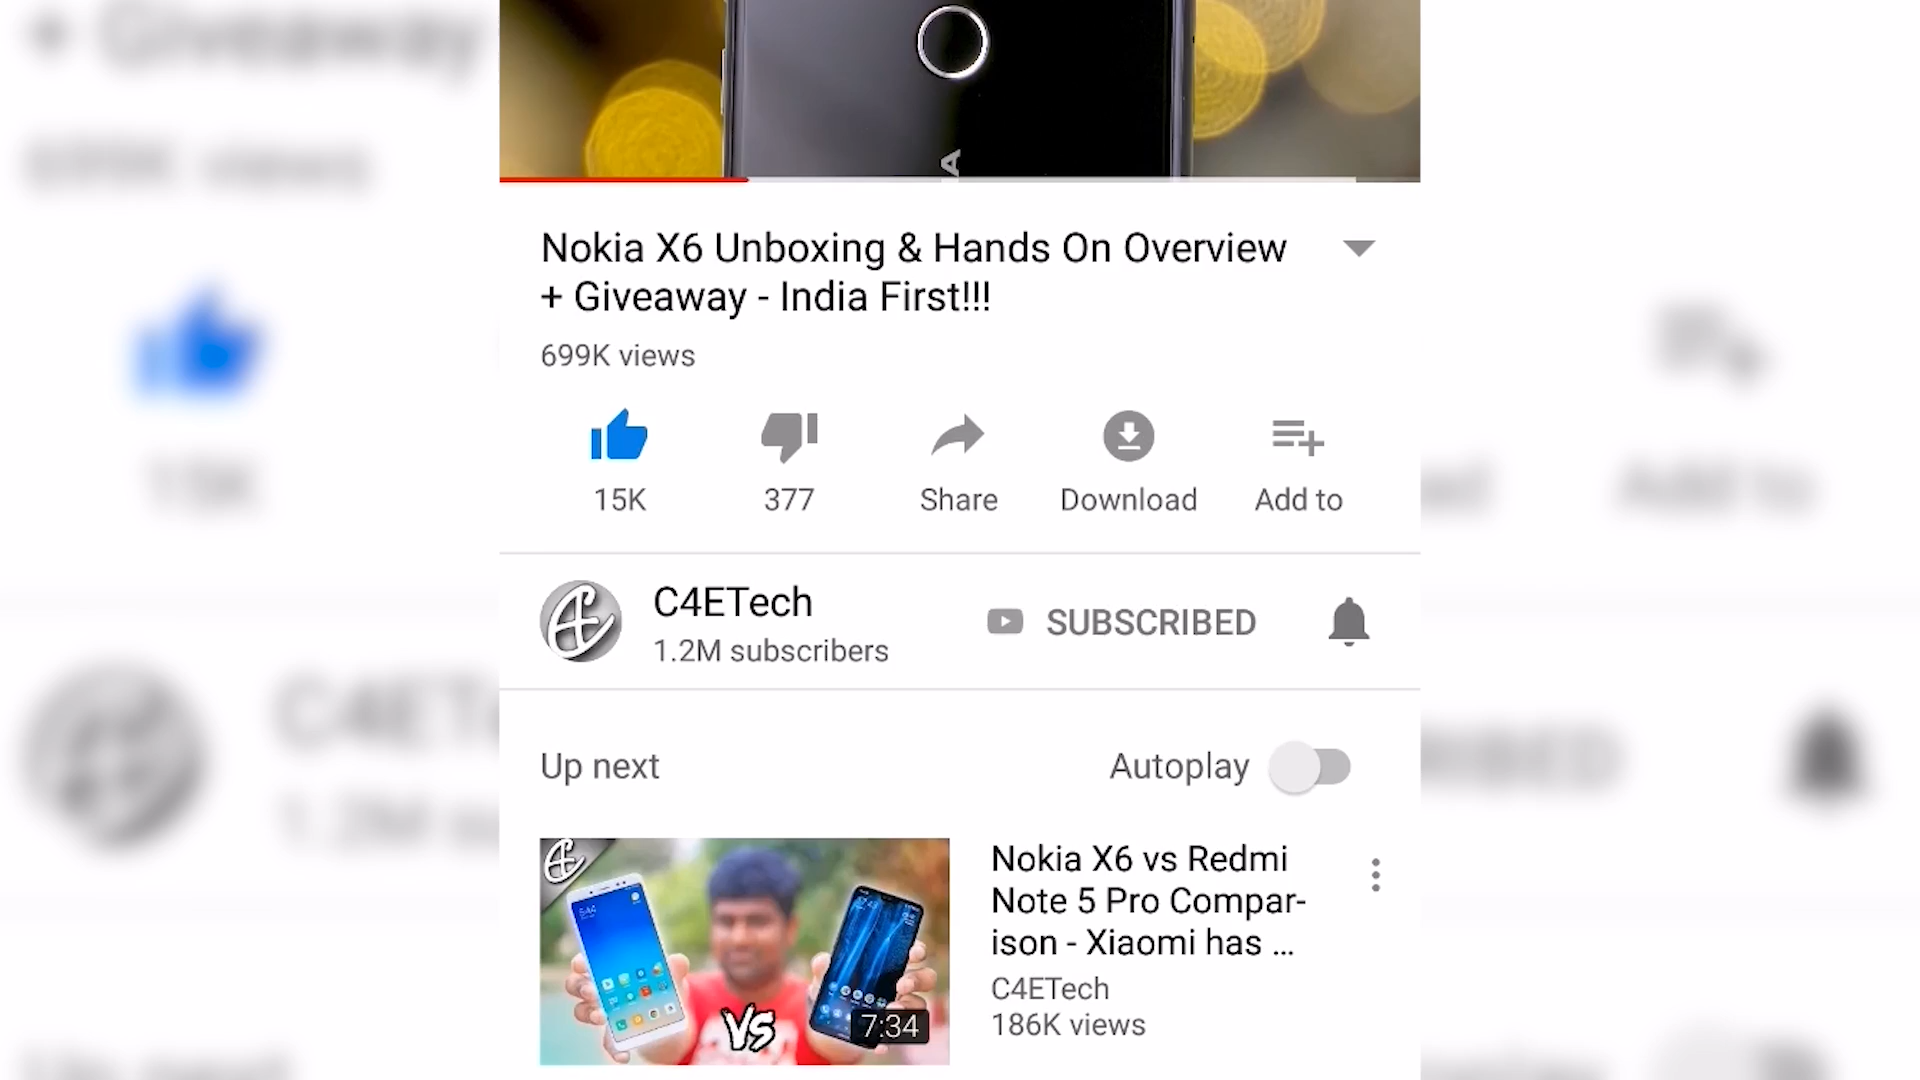 A
Nokia X6 Unboxing & Hands On Overview
+ Giveaway - India First!!!
699K views
15K
377
Share
Download
Add to
C4ETech
1.2M subscribers
SUBSCRIBED
Up next
Autoplay
VS
7:34
Nokia X6 vs Redmi
Note 5 Pro Compar-
ison - Xiaomi has ...
C4ETech
186K views